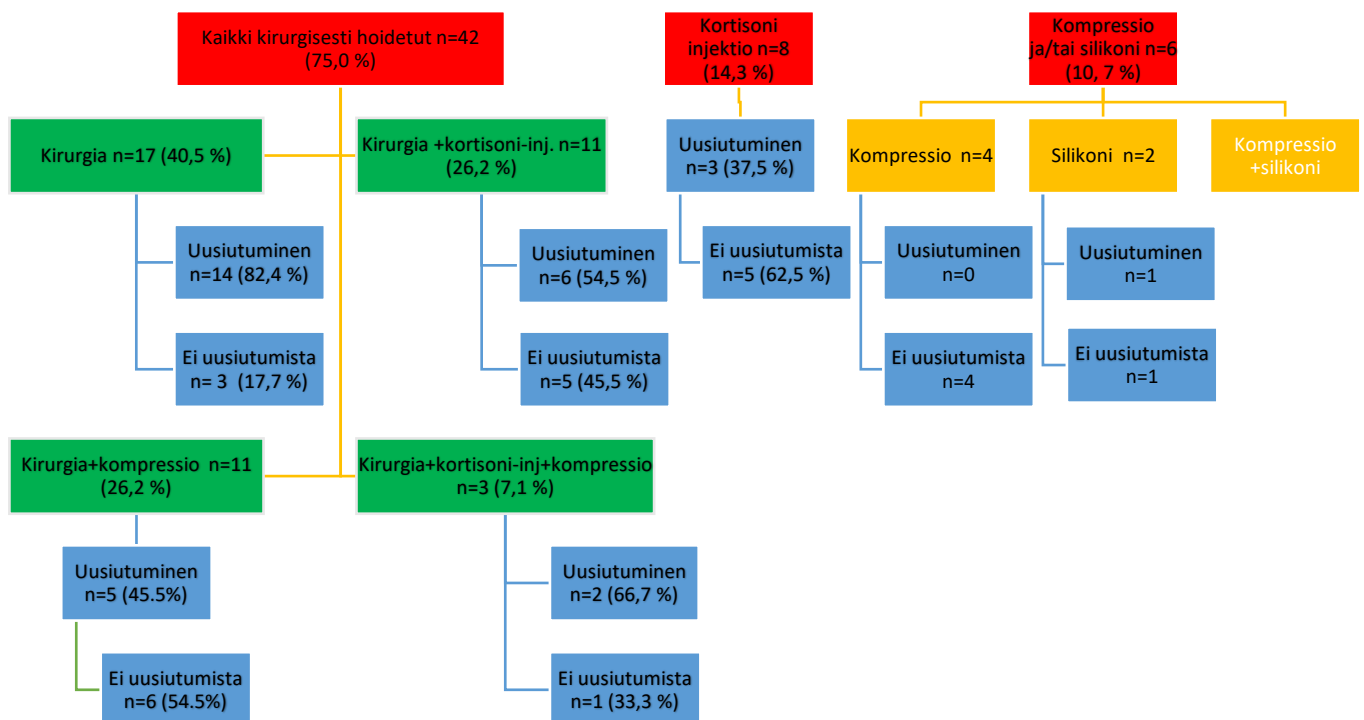 Kaikki kirurgisesti hoidetut n=42
(75,0 %)
Kortisoni
injektio n=8
(14,3 %)
Kompressio
ja/tai silikoni n=6
(10, 7 %)
Kirurgia n=17 (40,5 %)
Kirurgia +kortisoni-inj. n=11
(26,2 %)
Uusiutuminen
n=3 (37,5 %)
Kompressio n=4
Silikoni n=2
Kompressio
+silikoni
Uusiutuminen
n=14 (82,4 %)
Uusiutuminen
n=6 (54,5 %)
Ei uusiutumista
n=5 (62,5 %)
Uusiutuminen
n=0
Uusiutuminen
n=1
Ei uusiutumista
n= 3 (17,7 %)
Ei uusiutumista
n=5 (45,5 %)
Ei uusiutumista
n=4
Ei uusiutumista
n=1
Kirurgia+kompressio n=11
(26,2 %)
Kirurgia+kortisoni-inj+kompressio
n=3 (7,1 %)
Uusiutuminen
n=5 (45.5%)
Uusiutuminen
n=2 (66,7 %)
Ei uusiutumista
n=6 (54.5%)
Ei uusiutumista
n=1 (33,3 %)